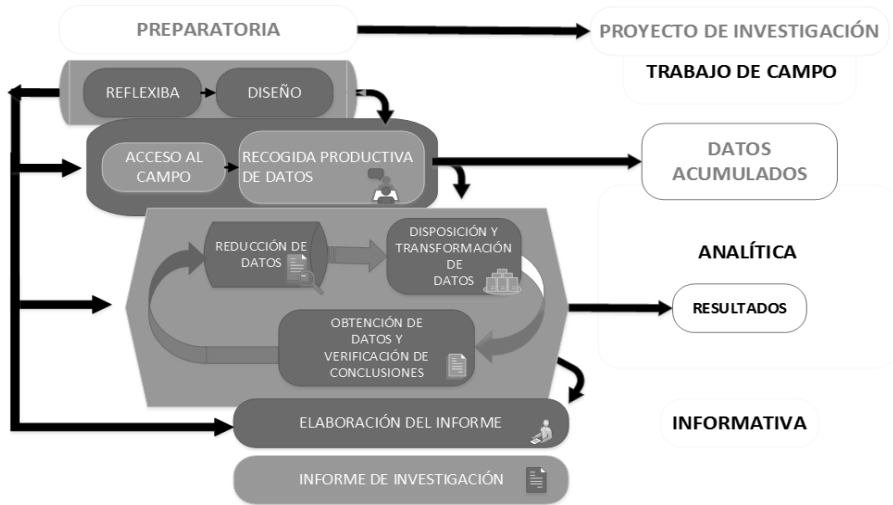 PREPARATORIA
PROYECTO DE INVESTIGACIÓN
TRABAJO DE CAMPO
REFLEXIBA
DISEÑO
ACCESO AL
CAMPO
RECOGIDA PRODUCTIVA
DE DATOS
DATOS
ACUMULADOS
REDUCCIÓN DE
DATOS
DISPOSICIÓN Y
TRANSFORMACIÓN
DE
DATOS
ANALÍTICA
RESULTADOS
OBTENCIÓN DE
DATOS Y
VERIFICACIÓN DE
CONCLUSIONES
ELABORACIÓN DEL INFORME
INFORMATIVA
INFORME DE INVESTIGACIÓN